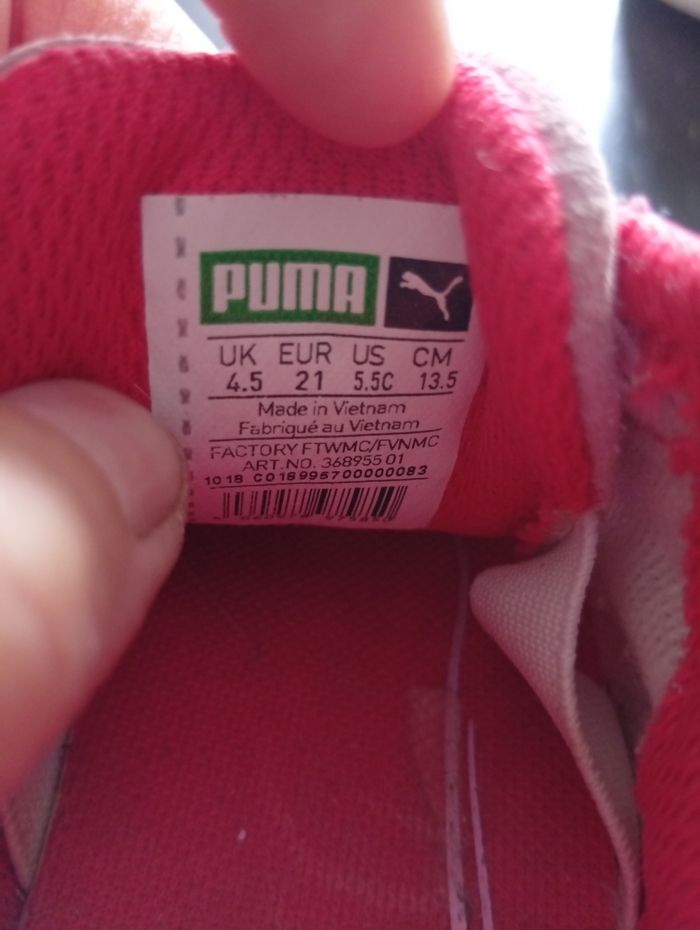 PUMA
UK EUR US CM
4.5 21 5.5C 13.5
Made in Vietnam
Fabriqué au Vietnam
FACTORY FTWMC/FVNMC
ART.NO. 368955 01
1018 C018995700000083